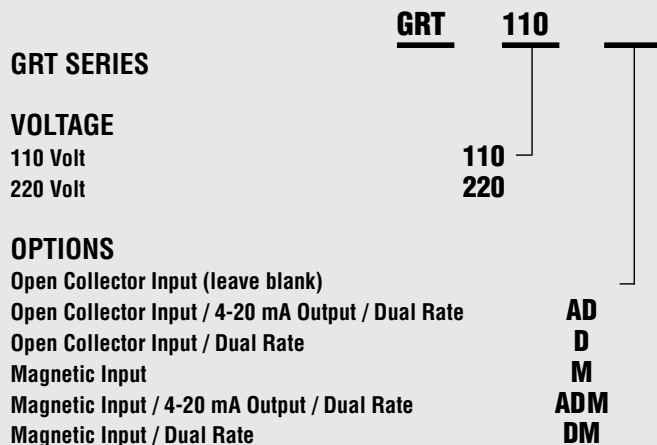 GRT 110
GRT SERIES
VOLTAGE
110 Volt 110
220 Volt 220
OPTIONS
Open Collector Input (leave blank)
Open Collector Input / 4-20 mA Output / Dual Rate AD
Open Collector Input / Dual Rate D
Magnetic Input M
Magnetic Input / 4-20 mA Output / Dual Rate ADM
Magnetic Input / Dual Rate DM